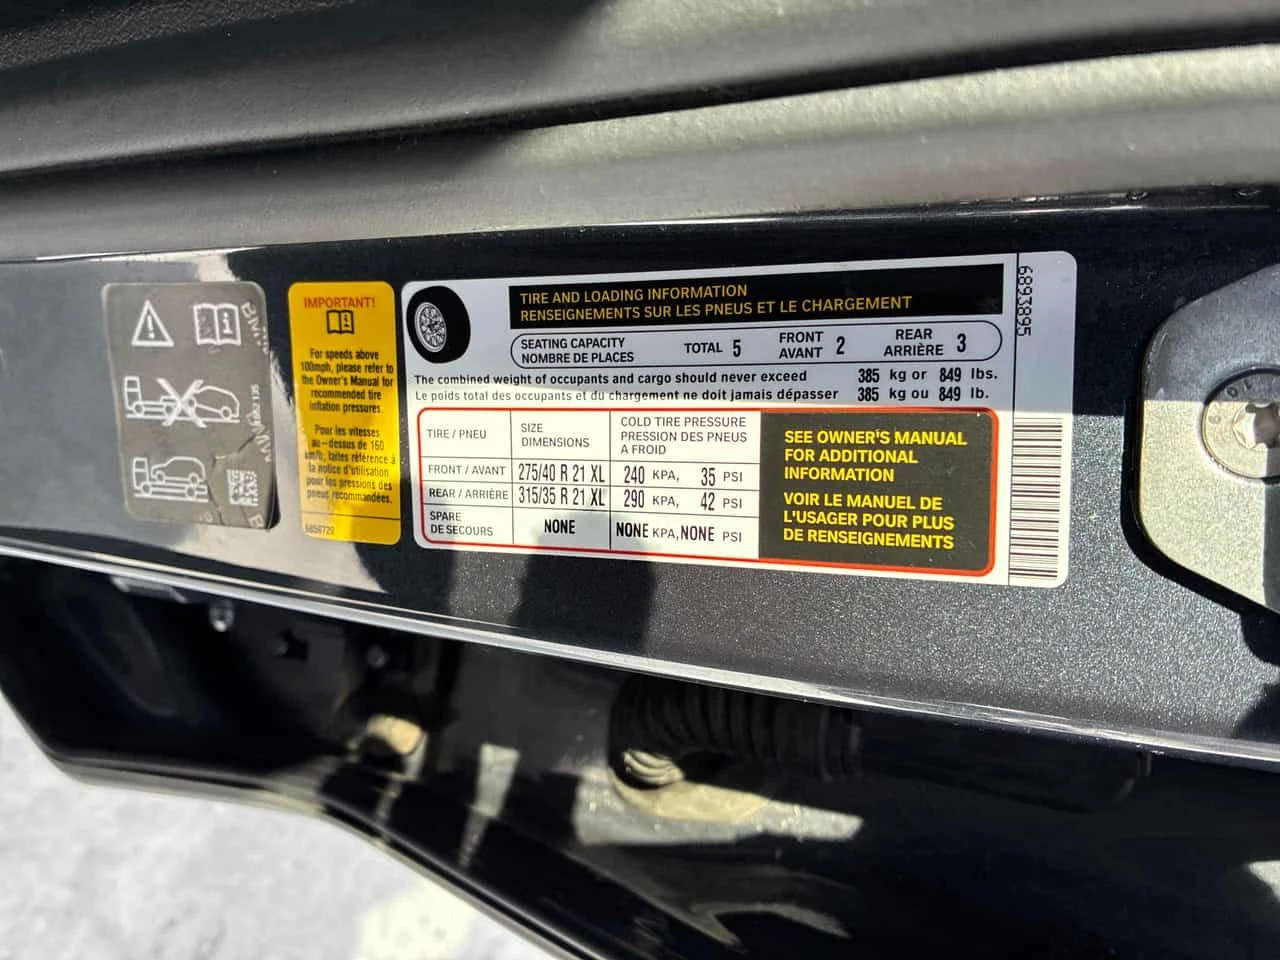 IMPORTANT!
For speeds above
100mph, please refer to
the Owner's Manual for
recommended tire
inflation pressures.
Pour les vitesses
au-dessus de 160
km/h, faites référence à
la notice d'utilisation
pour les pressions des
pneus recommandées.
6858729
TIRE AND LOADING INFORMATION
RENSEIGNEMENTS SUR LES PNEUS ET LE CHARGEMENT
SEATING CAPACITY
NOMBRE DE PLACES
TOTAL 5
FRONT
AVANT 2
REAR
ARRIÈRE 3
The combined weight of occupants and cargo should never exceed 385 kg or 849 lbs.
Le poids total des occupants et du chargement ne doit jamais dépasser 385 kg ou 849 lb.
TIRE / PNEU
SIZE
DIMENSIONS
COLD TIRE PRESSURE
PRESSION DES PNEUS
A FROID
FRONT / AVANT 275/40 R 21 XL 240 KPA, 35 PSI
REAR / ARRIÈRE 315/35 R 21 XL 290 KPA, 42 PSI
SPARE
DE SECOURS
NONE
NONE KPA, NONE PSI
SEE OWNER'S MANUAL
FOR ADDITIONAL
INFORMATION
VOIR LE MANUEL DE
L'USAGER POUR PLUS
DE RENSEIGNEMENTS
6893895